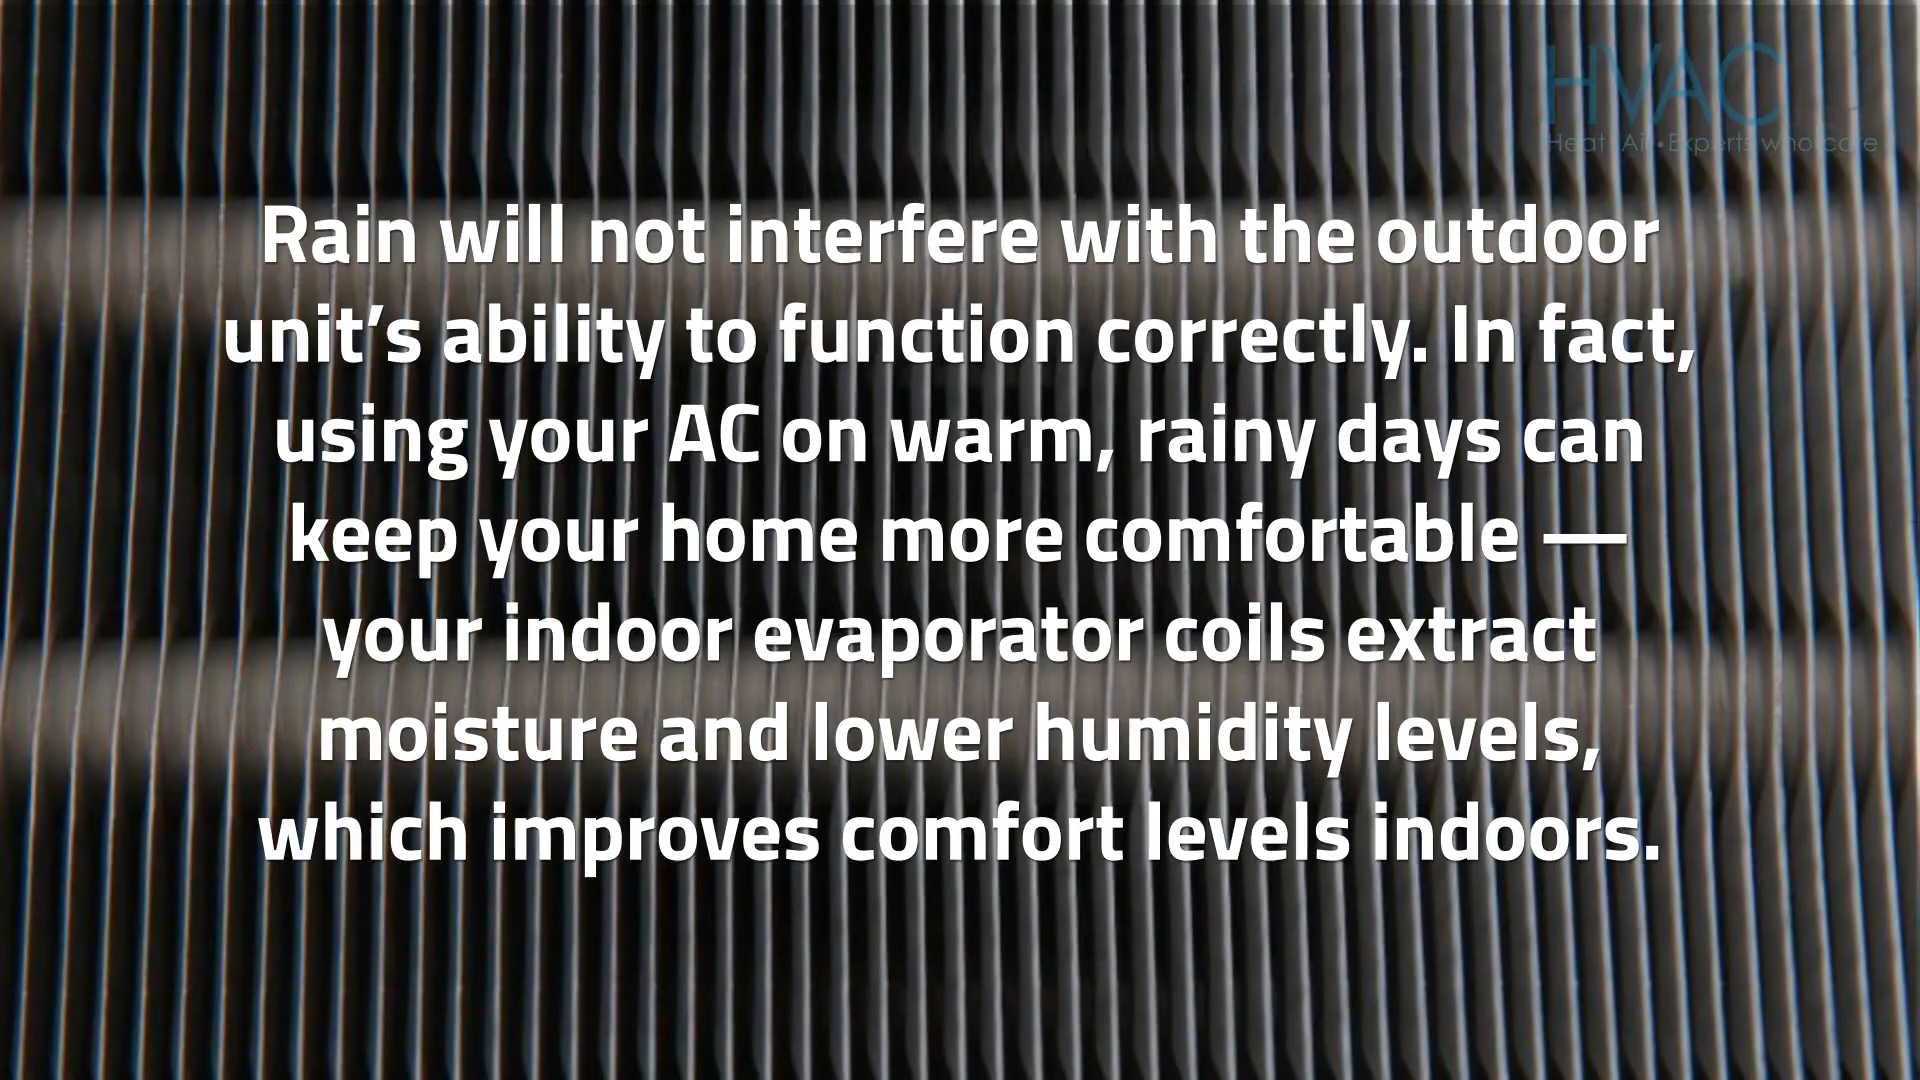 HVAC
Heat • Air • Experts who care
Rain will not interfere with the outdoor
unit’s ability to function correctly. In fact,
using your AC on warm, rainy days can
keep your home more comfortable —
your indoor evaporator coils extract
moisture and lower humidity levels,
which improves comfort levels indoors.